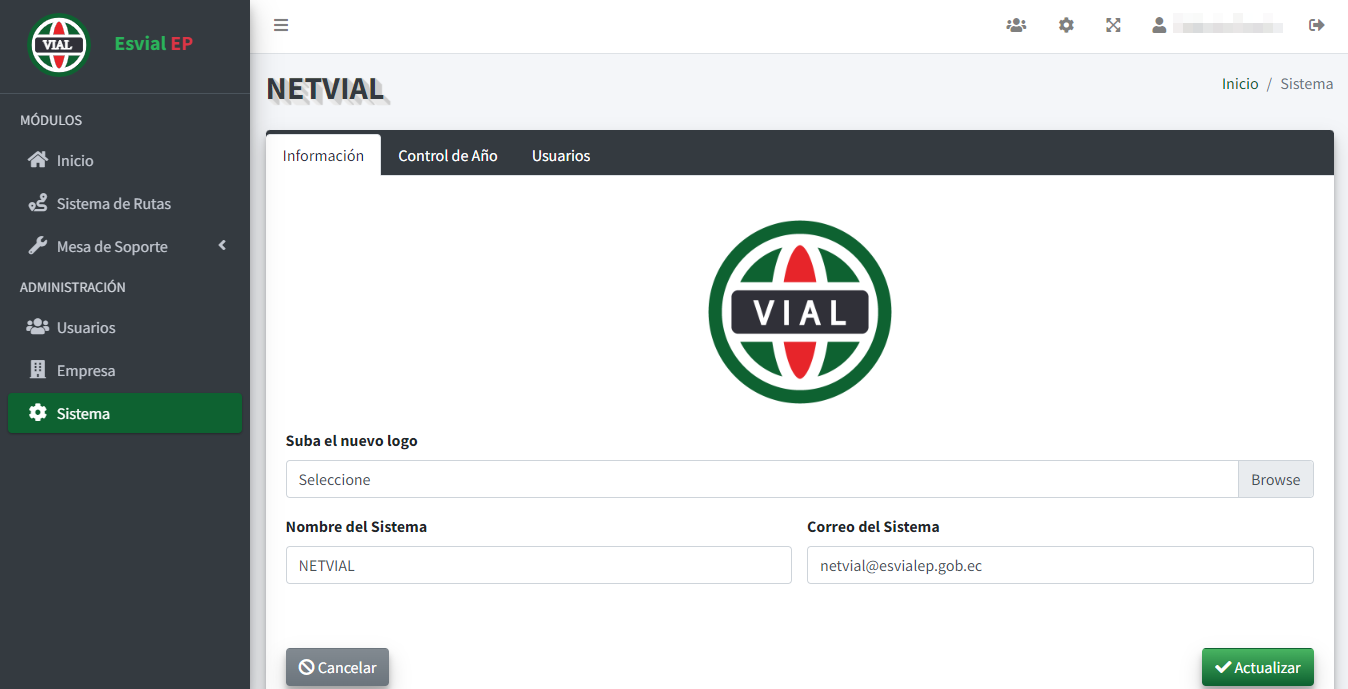 VIAL
Esvial EP
NETVIAL
Inicio / Sistema
MÓDULOS
Inicio
Sistema de Rutas
Mesa de Soporte
ADMINISTRACIÓN
Usuarios
Empresa
Sistema
Información Control de Año Usuarios
VIAL
Suba el nuevo logo
Seleccione Browse
Nombre del Sistema Correo del Sistema
NETVIAL netvial@esvialep.gob.ec
Cancelar Actualizar